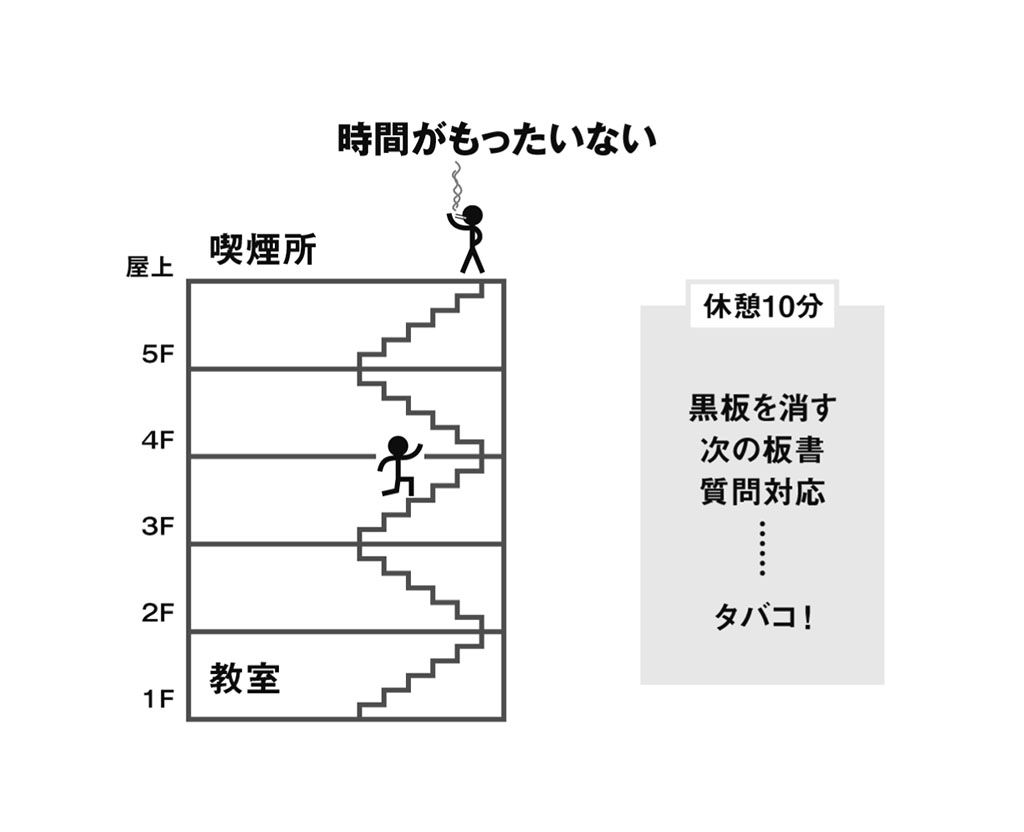 時間がもったいない
喫煙所
屋上
5F
4F
3F
2F
教室
1F
休憩10分
黒板を消す
次の板書
質問対応
……
タバコ!